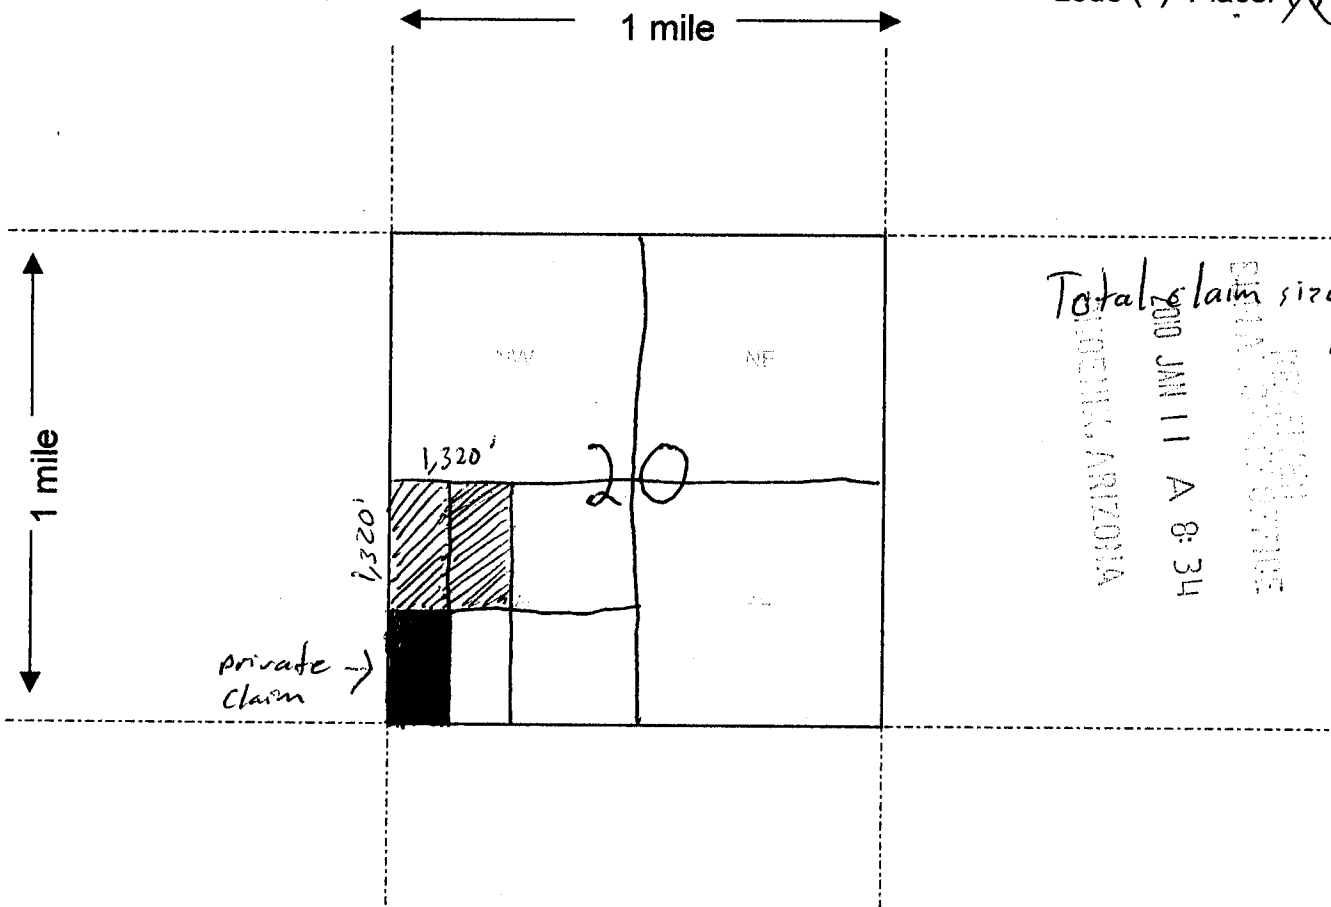 1 mile
Lode ( ) Placer
1 mile
Total claim size
NW
NE
1,320'
20
1,320'
private →
Claim
2010 JAN 11 A 8:34
ARIZONA